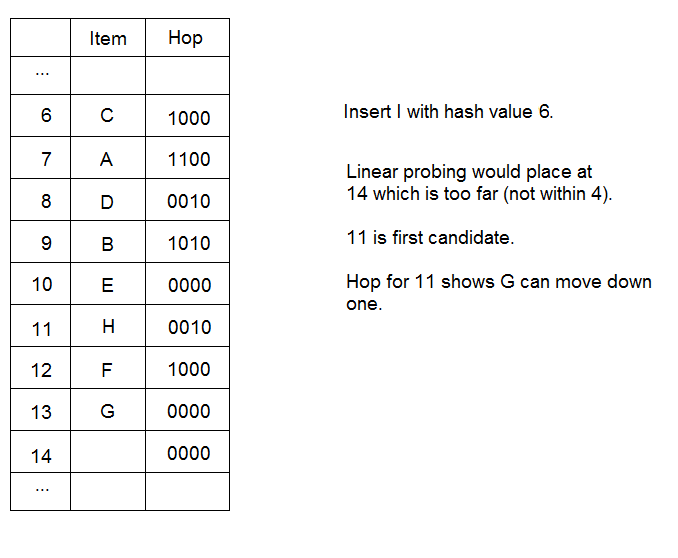 Item Hop
...
6 C 1000
7 A 1100
8 D 0010
9 B 1010
10 E 0000
11 H 0010
12 F 1000
13 G 0000
14 0000
...
Insert I with hash value 6.
Linear probing would place at
14 which is too far (not within 4).
11 is first candidate.
Hop for 11 shows G can move down
one.